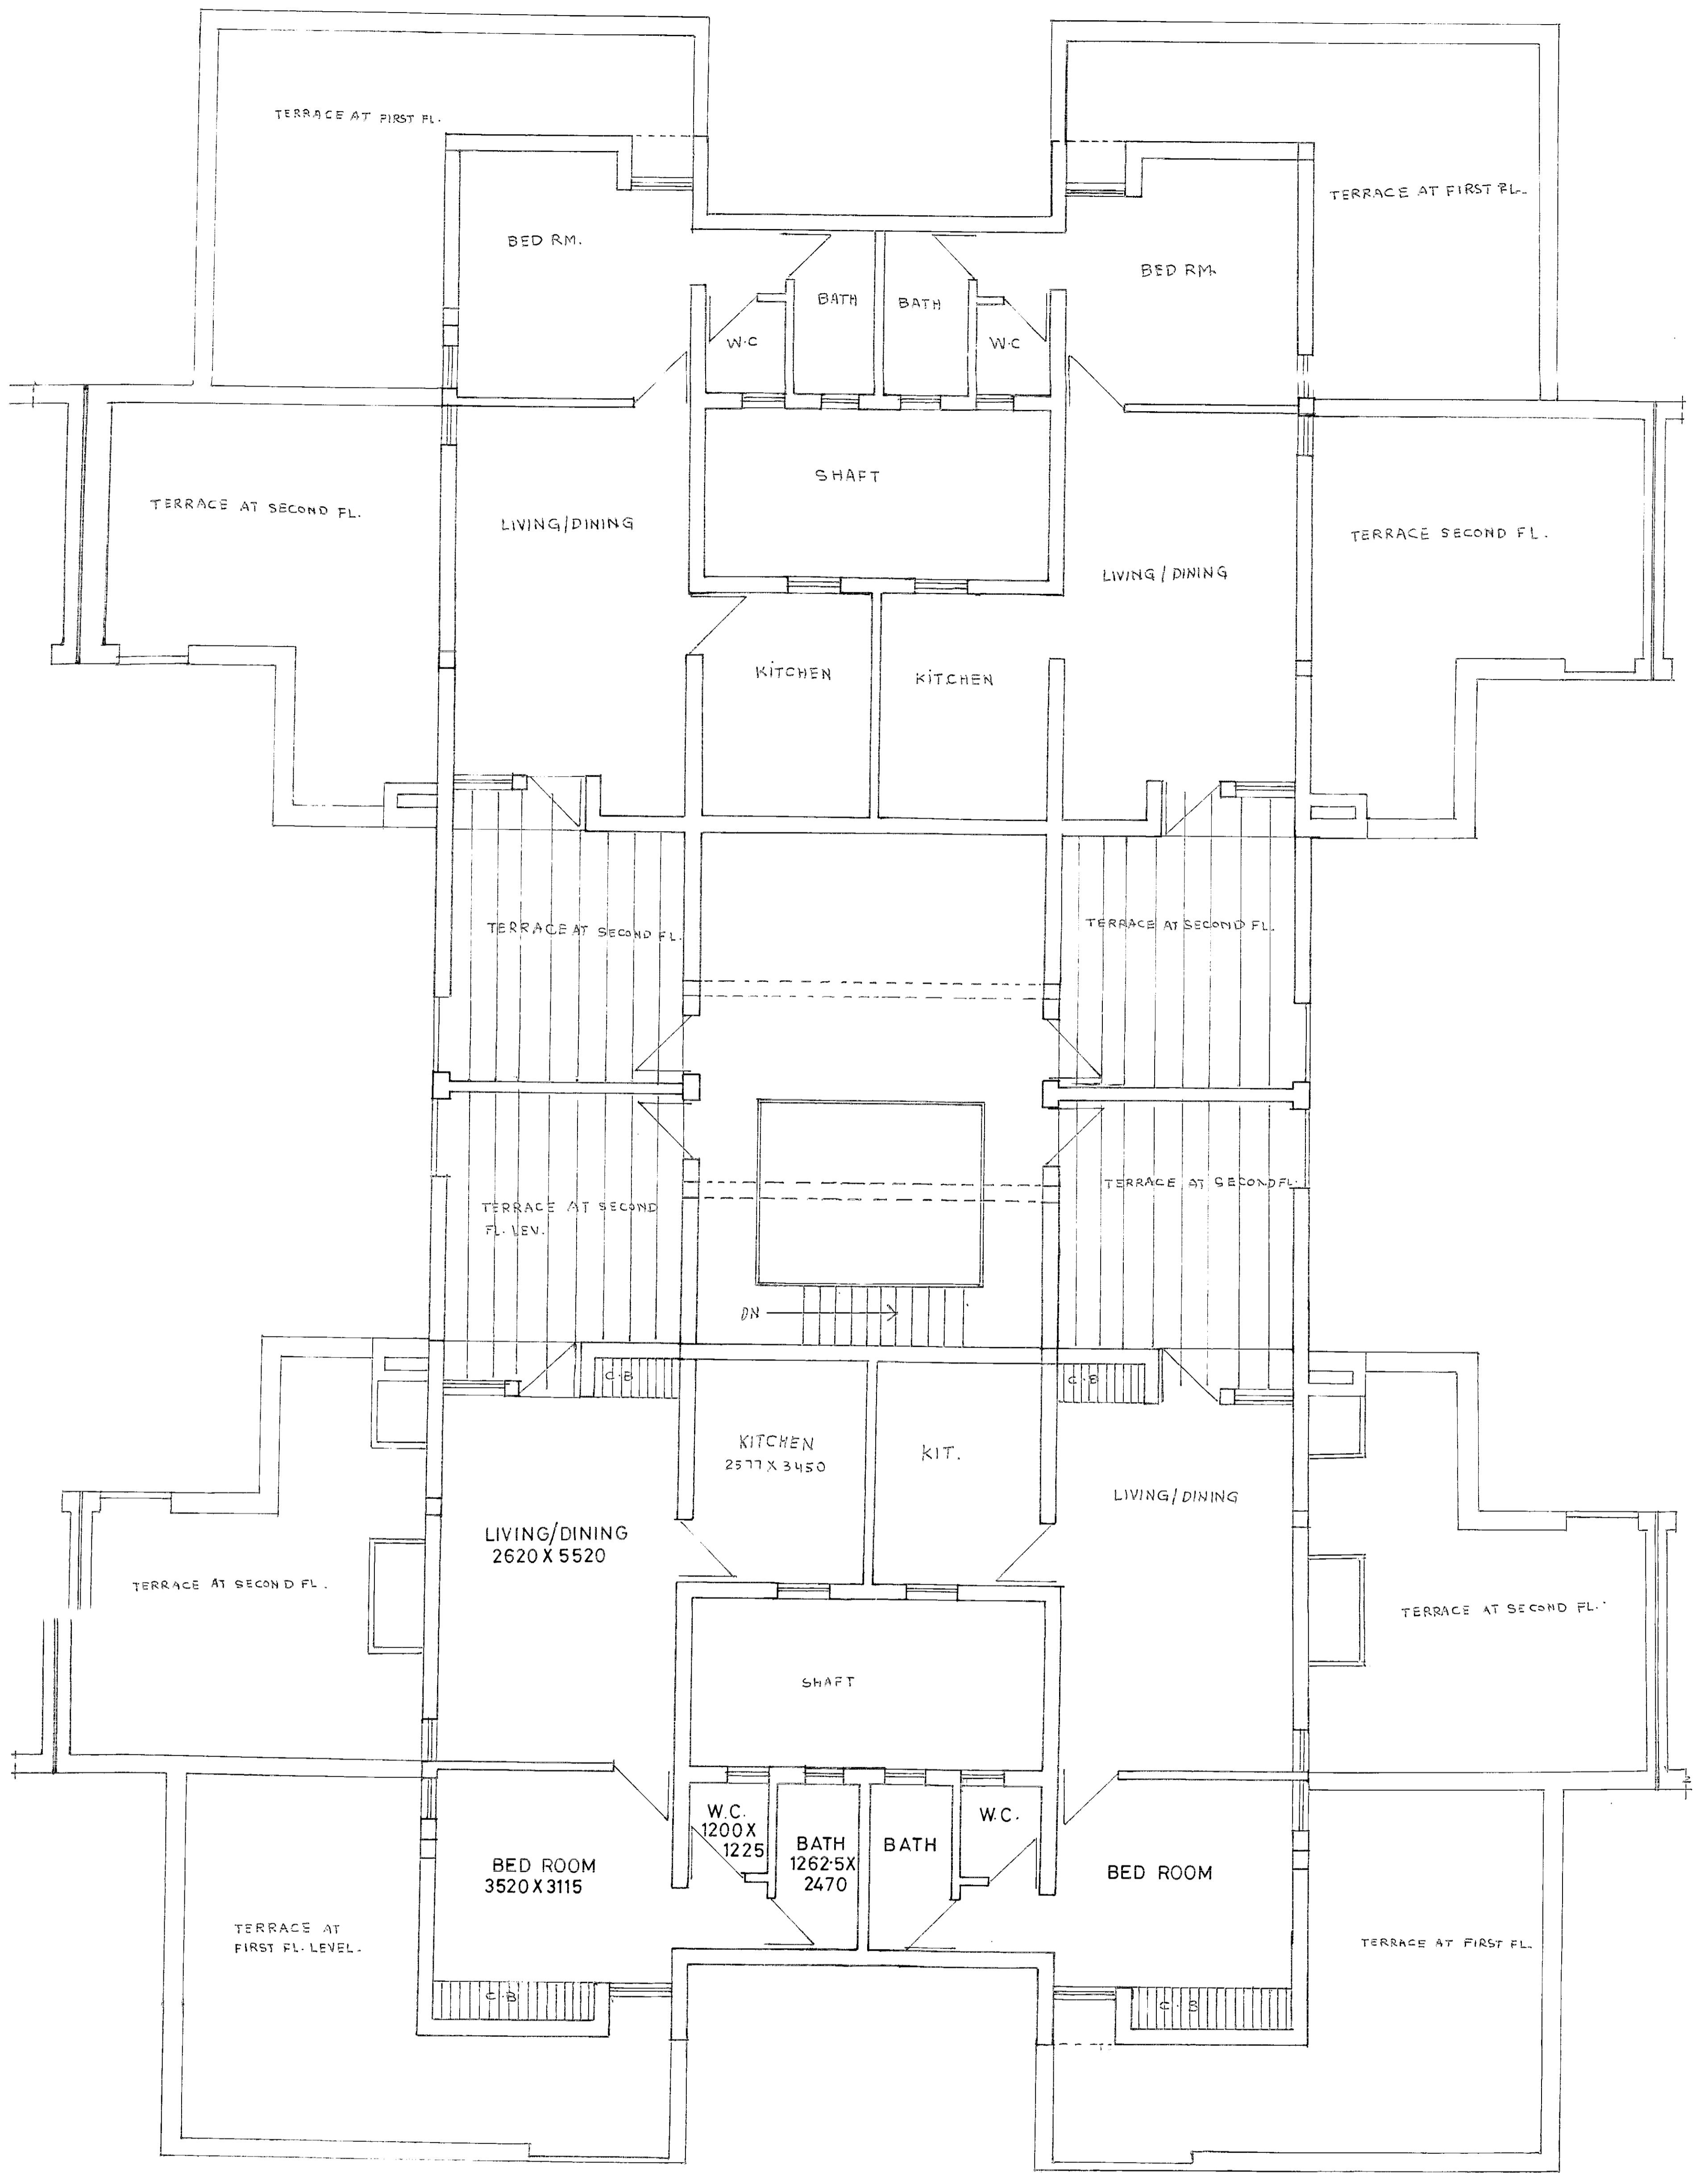 TERRACE AT FIRST FL.
TERRACE AT FIRST FL.
BED RM.
BED RM.
BATH
BATH
W.C
W.C
SHAFT
TERRACE AT SECOND FL.
LIVING/DINING
TERRACE SECOND FL.
LIVING/DINING
KITCHEN
KITCHEN
TERRACE AT SECOND FL.
TERRACE AT SECOND FL.
TERRACE AT SECOND FL.
TERRACE AT SECOND
FL. LEV.
DN
C.B
C.B
KITCHEN
2577 X 3450
KIT.
LIVING/DINING
LIVING/DINING
2620 X 5520
TERRACE AT SECOND FL.
TERRACE AT SECOND FL.
SHAFT
W.C.
1200 X
1225
BATH
1262.5 X
2470
BATH
W.C.
BED ROOM
3520 X 3115
BED ROOM
TERRACE AT
FIRST FL. LEVEL.
TERRACE AT FIRST FL.
C.B
C.B